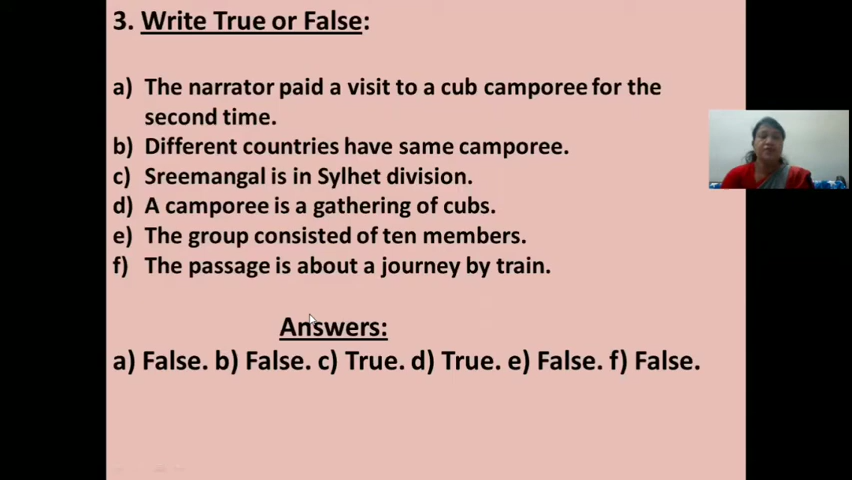 3. Write True or False:
a) The narrator paid a visit to a cub camporee for the
second time.
b) Different countries have same camporee.
c) Sreemangal is in Sylhet division.
d) A camporee is a gathering of cubs.
e) The group consisted of ten members.
f) The passage is about a journey by train.
Answers:
a) False. b) False. c) True. d) True. e) False. f) False.